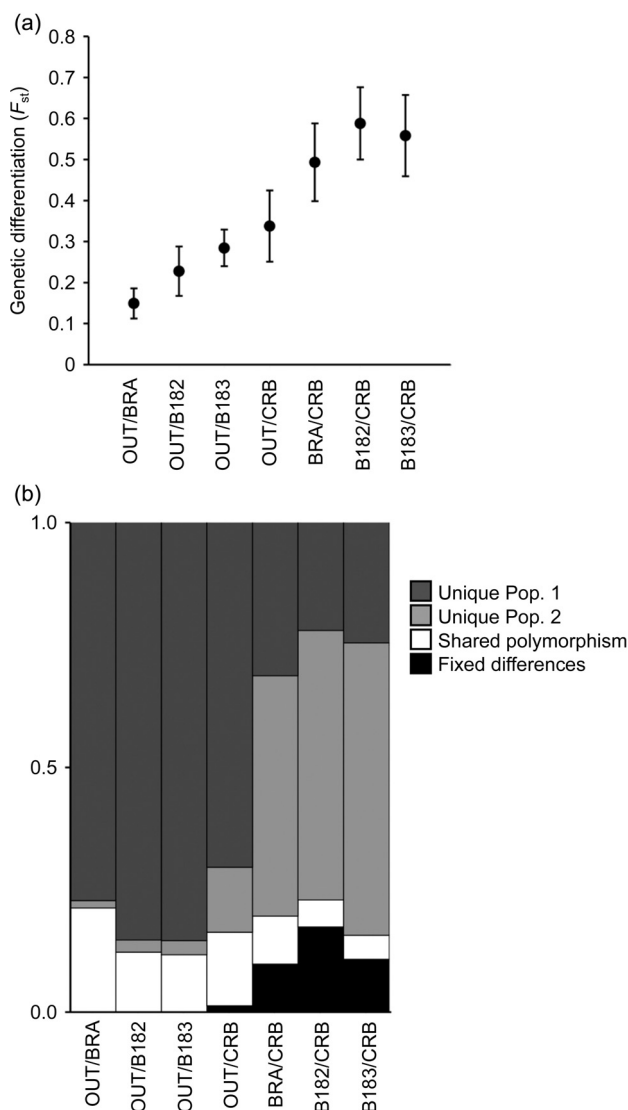 (a)
0.8
0.7
0.6
0.5
0.4
0.3
0.2
0.1
0
Genetic differentiation (Fst)
OUT/BRA
OUT/B182
OUT/B183
OUT/CRB
BRA/CRB
B182/CRB
B183/CRB
(b)
1.0
0.5
0.0
Unique Pop. 1
Unique Pop. 2
Shared polymorphism
Fixed differences
OUT/BRA
OUT/B182
OUT/B183
OUT/CRB
BRA/CRB
B182/CRB
B183/CRB